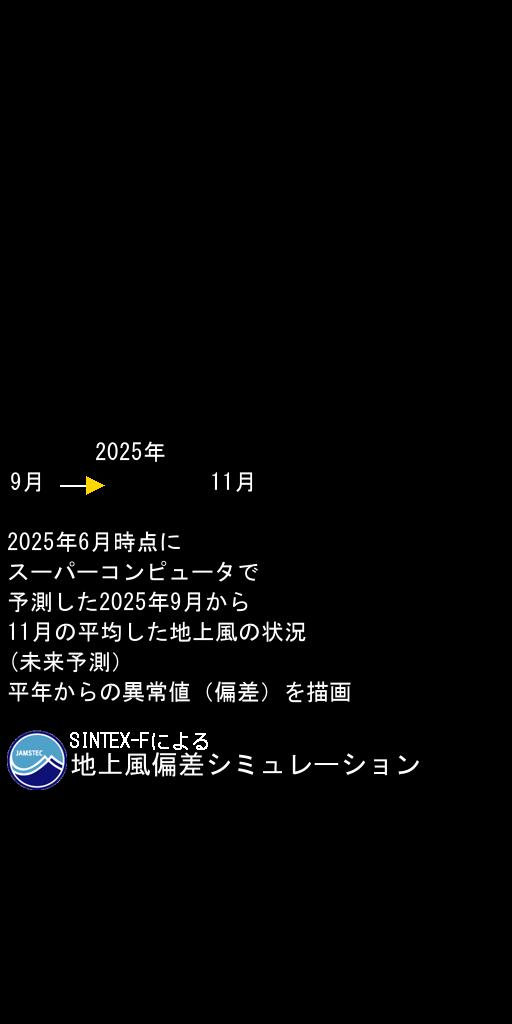 2025年
9月 11月
2025年6月時点に
スーパーコンピュータで
予測した2025年9月から
11月の平均した地上風の状況
(未来予測)
平年からの異常値（偏差）を描画
SINTEX-Fによる
JAMSTEC
地上風偏差シミュレーション